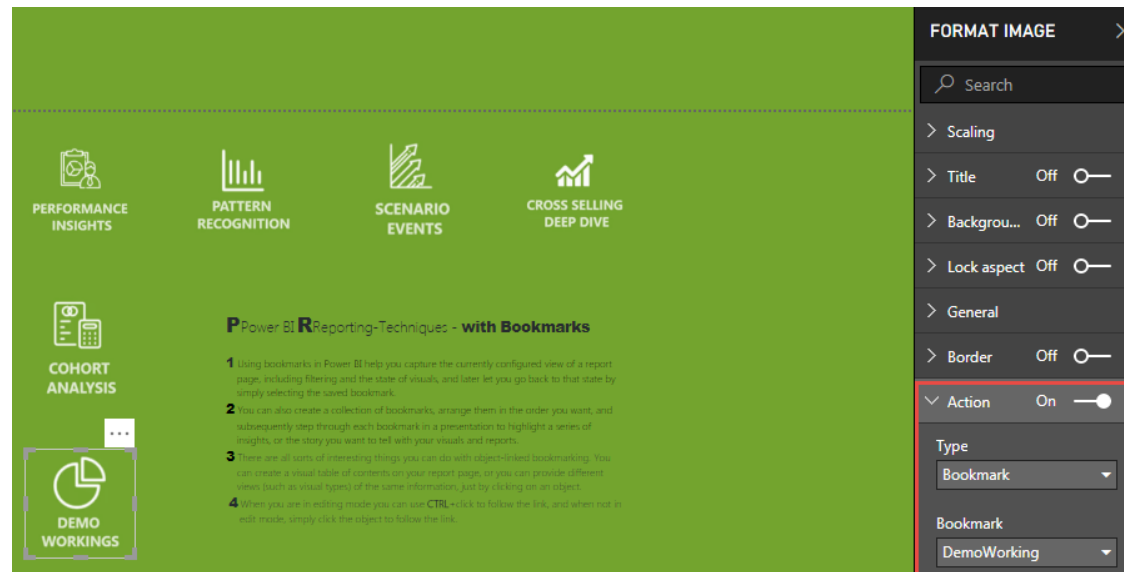 FORMAT IMAGE
Search
Scaling
Title Off
Backgrou... Off
Lock aspect Off
General
Border Off
Action On
Type
Bookmark
Bookmark
DemoWorking
PERFORMANCE
INSIGHTS
PATTERN
RECOGNITION
SCENARIO
EVENTS
CROSS SELLING
DEEP DIVE
COHORT
ANALYSIS
...
DEMO
WORKINGS
PPower BI RReporting-Techniques - with Bookmarks
1 Using bookmarks in Power BI help you capture the currently configured view of a report
page, including filtering and the state of visuals, and later let you go back to that state by
simply selecting the saved bookmark.
2 You can also create a collection of bookmarks, arrange them in the order you want, and
subsequently step through each bookmark in a presentation to highlight a series of
insights, or the story you want to tell with your visuals and reports.
3 There are all sorts of interesting things you can do with object-linked bookmarking. You
can create a visual table of contents on your report page, or you can provide different
views (such as visual types) of the same information, just by clicking on an object.
4 When you are in editing mode you can use CTRL+click to follow the link, and when not in
edit mode, simply click the object to follow the link.